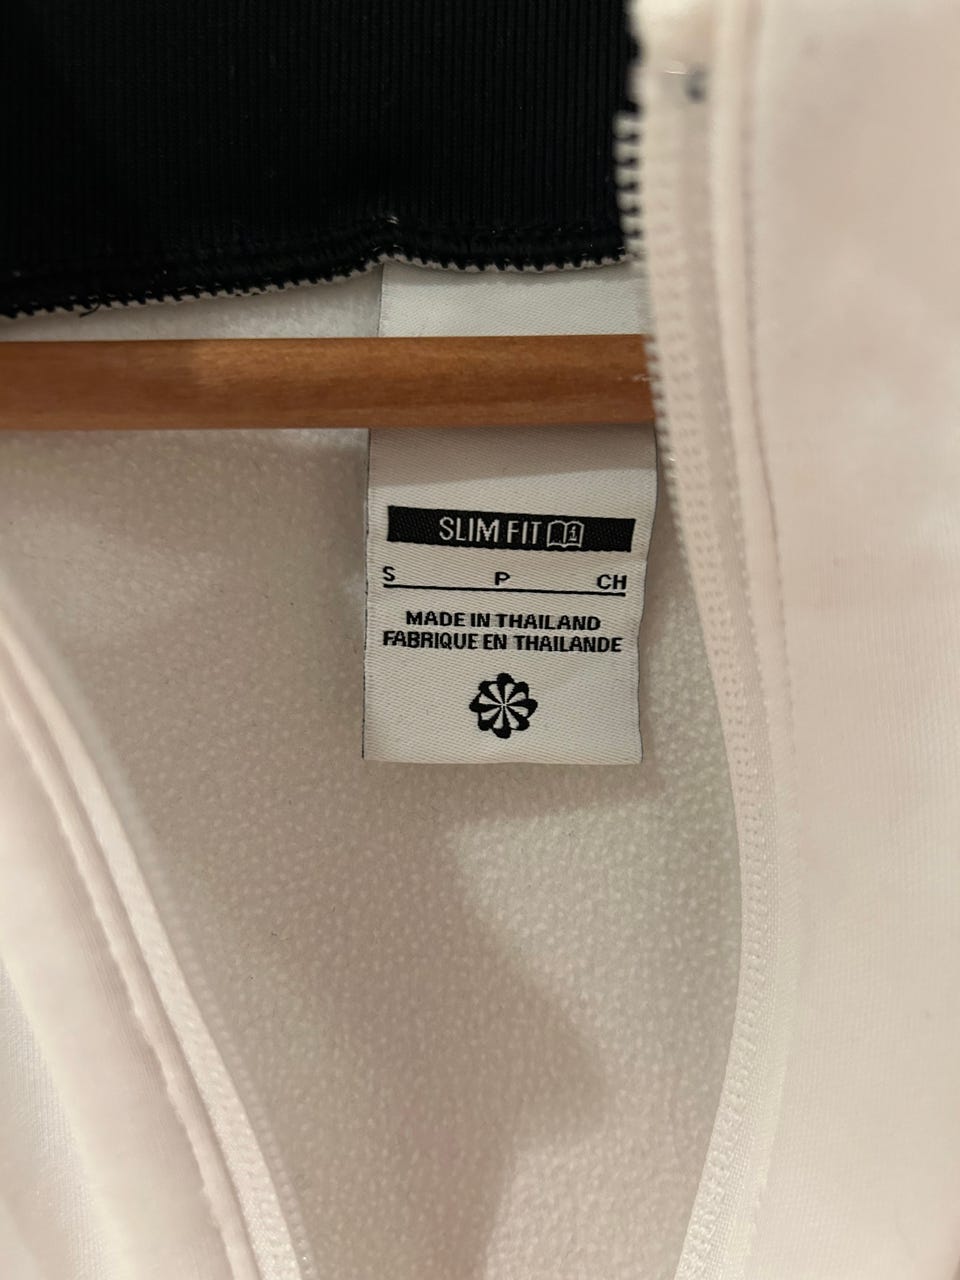 SLIM FIT
S P CH
MADE IN THAILAND
FABRIQUE EN THAILANDE